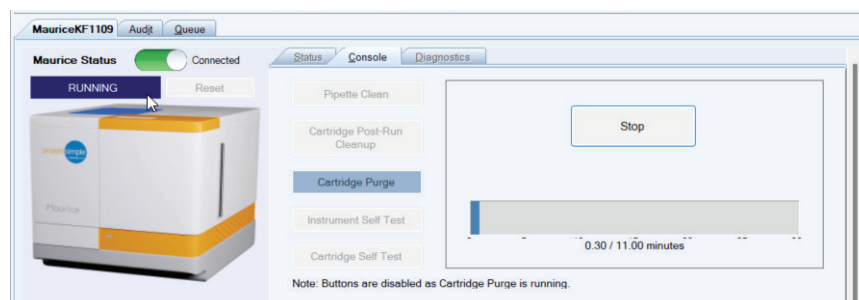 MauriceKF1109 Audit Queue
Maurice Status Connected
Status Console Diagnostics
RUNNING Reset
Pipette Clean
Stop
Cartridge Post-Run
Cleanup
protein simple
Cartridge Purge
Maurice
Instrument Self Test
0.30 / 11.00 minutes
Cartridge Self Test
Note: Buttons are disabled as Cartridge Purge is running.